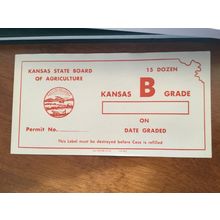 KANSAS STATE BOARD
OF AGRICULTURE
15 DOZEN
KANSAS B GRADE
ON
DATE GRADED
Permit No.
This Label must be destroyed before Case is refilled